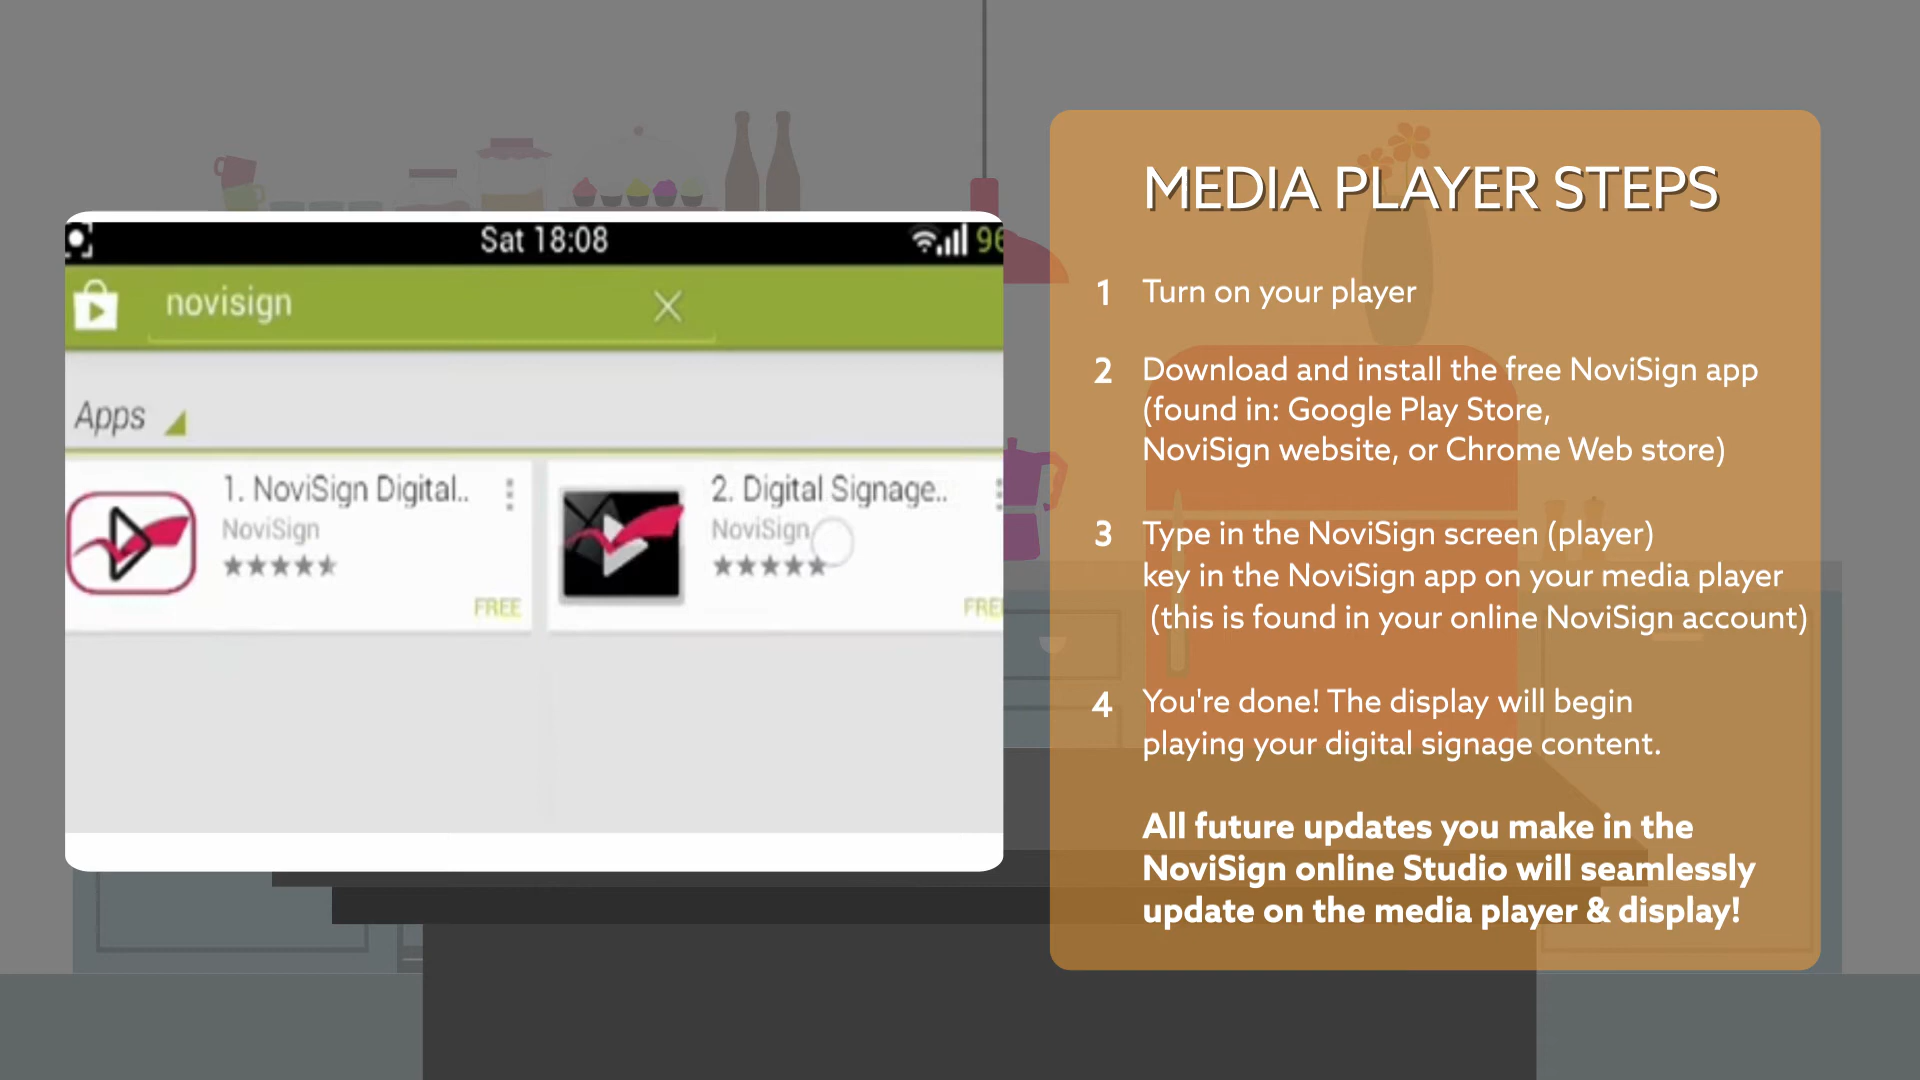 Sat 18:08
96
novisign
Apps
1. NoviSign Digital..
NoviSign
FREE
2. Digital Signage..
NoviSign
FREE
MEDIA PLAYER STEPS
1 Turn on your player
2 Download and install the free NoviSign app
(found in: Google Play Store,
NoviSign website, or Chrome Web store)
3 Type in the NoviSign screen (player)
key in the NoviSign app on your media player
(this is found in your online NoviSign account)
4 You're done! The display will begin
playing your digital signage content.
All future updates you make in the
NoviSign online Studio will seamlessly
update on the media player & display!